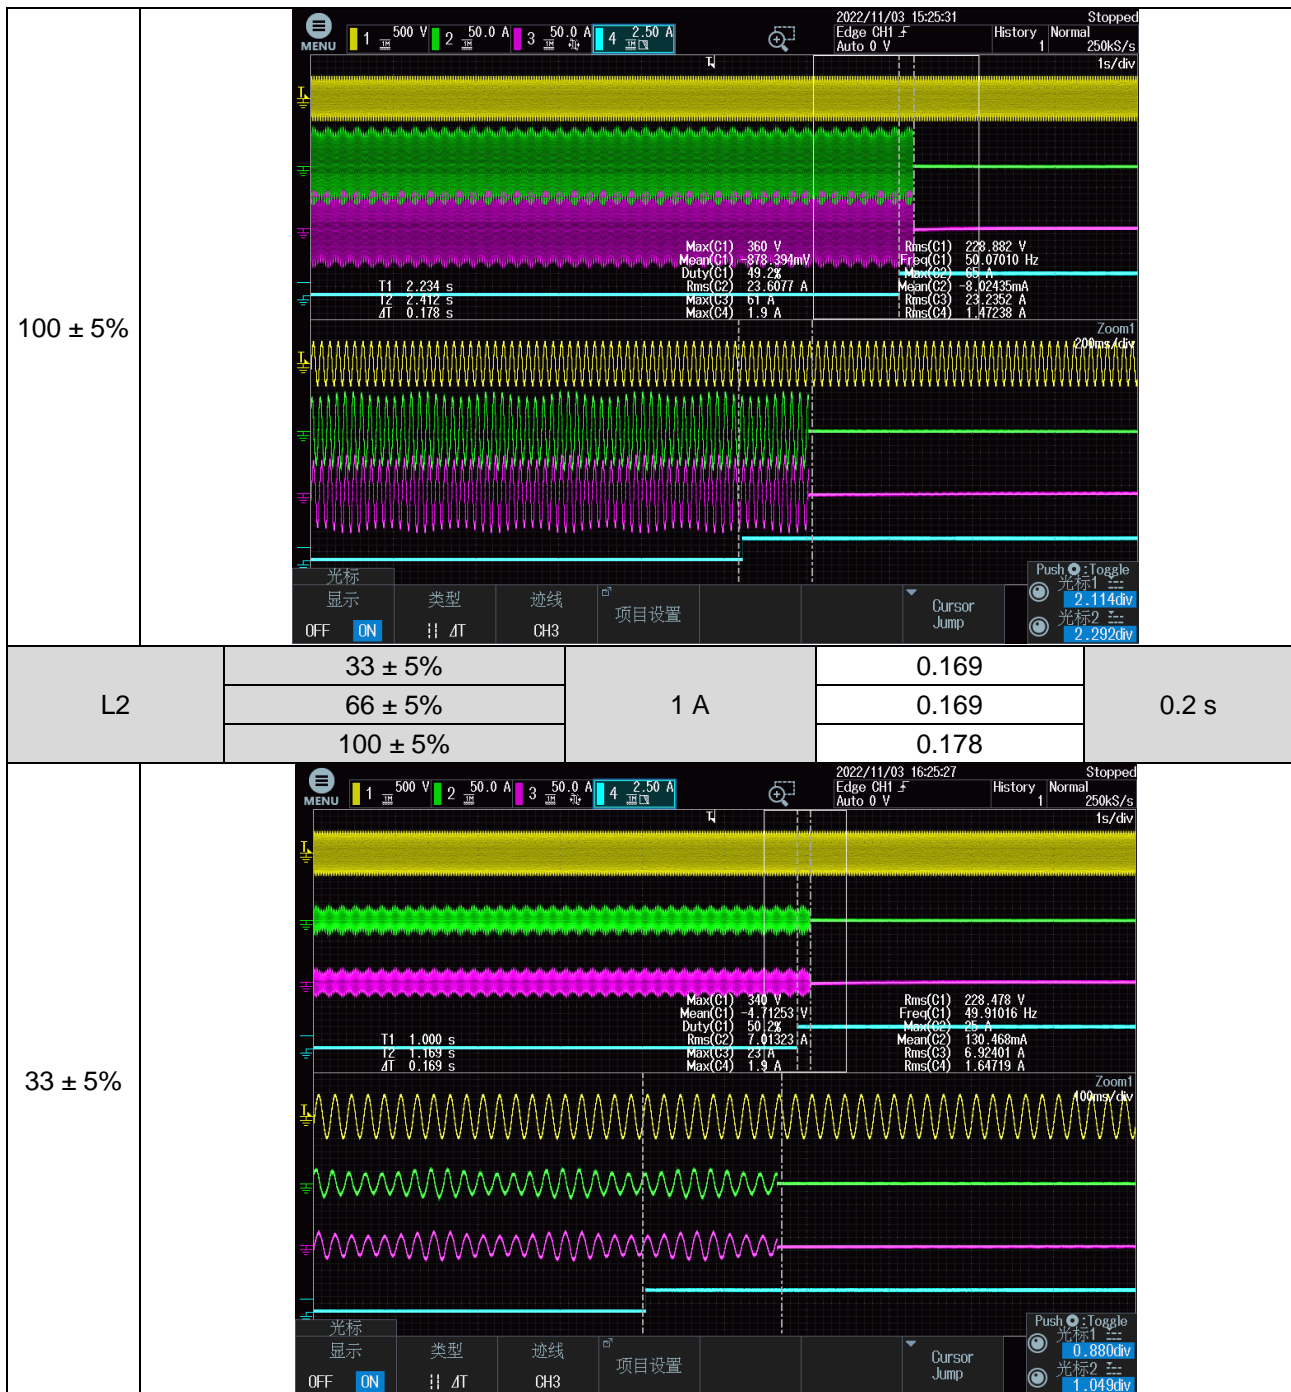 100 ± 5%
MENU 1 1M 500 V 2 1M 50.0 A 3 1M 50.0 A 4 1M 2.50 A
2022/11/03 15:25:31 Stopped
Edge CH1 History Normal
Auto 0 V 1 250kS/s
1s/div
Max(C1) 360 V Rms(C1) 228.882 V
Mean(C1) -878.394mV Freq(C1) 50.07010 Hz
Duty(C1) 49.2% Max(C2) 65 A
T1 2.234 s Rms(C2) 23.6077 A Mean(C2) -8.02435mA
T2 2.412 s Max(C3) 61 A Rms(C3) 23.2352 A
ΔT 0.178 s Max(C4) 1.9 A Rms(C4) 1.47238 A
Zoom1
200ms/div
光标
显示 类型 迹线 项目设置 Cursor Jump
OFF ON ΔT CH3
Push :Toggle
光标1
2.114div
光标2
2.292div
L2 33 ± 5% 1 A 0.169 0.2 s
66 ± 5% 0.169
100 ± 5% 0.178
33 ± 5%
MENU 1 1M 500 V 2 1M 50.0 A 3 1M 50.0 A 4 1M 2.50 A
2022/11/03 16:25:27 Stopped
Edge CH1 History Normal
Auto 0 V 1 250kS/s
1s/div
Max(C1) 340 V Rms(C1) 228.478 V
Mean(C1) -4.71253 V Freq(C1) 49.91016 Hz
Duty(C1) 50.2% Max(C2) 25 A
T1 1.000 s Rms(C2) 7.01323 A Mean(C2) 130.468mA
T2 1.169 s Max(C3) 23 A Rms(C3) 6.92401 A
ΔT 0.169 s Max(C4) 1.9 A Rms(C4) 1.64719 A
Zoom1
100ms/div
光标
显示 类型 迹线 项目设置 Cursor Jump
OFF ON ΔT CH3
Push :Toggle
光标1
0.880div
光标2
1.049div